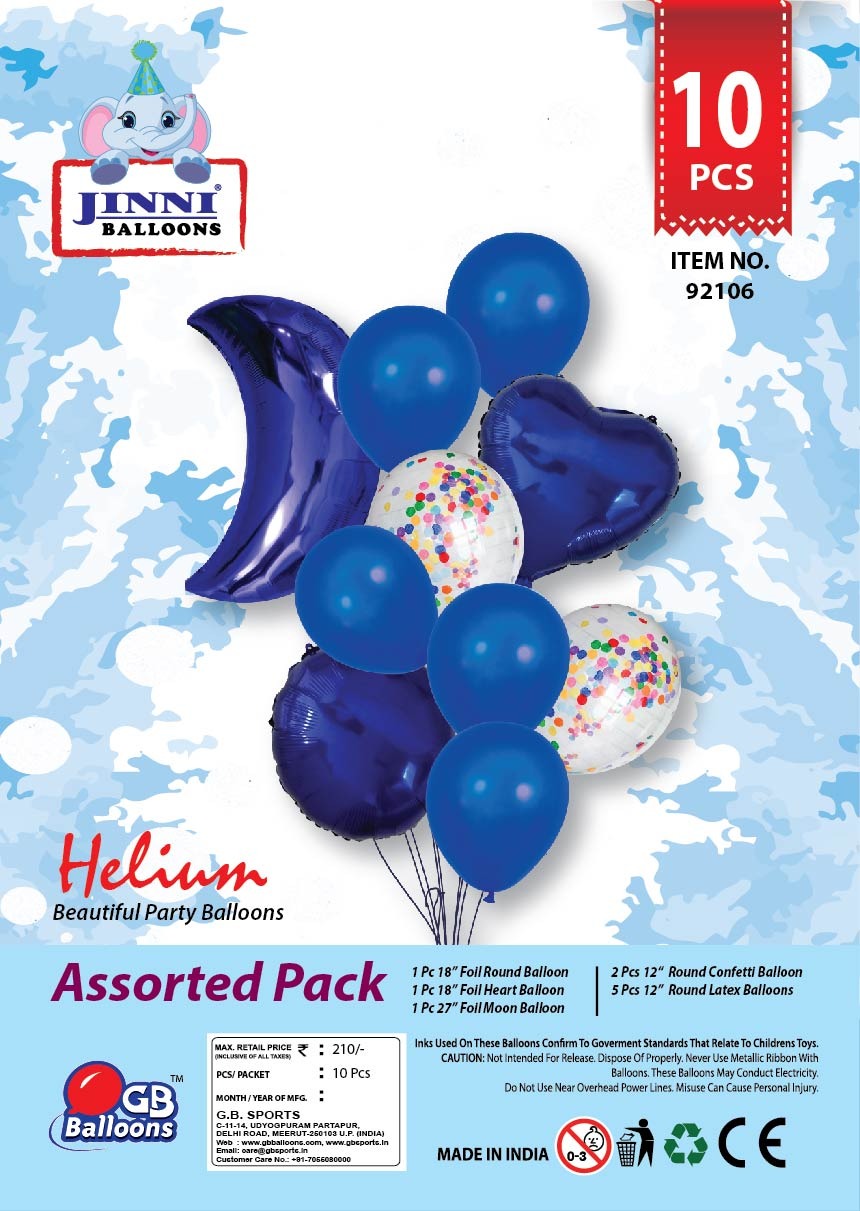 10
PCS
ITEM NO.
92106
JINNI®
BALLOONS
Helium
Beautiful Party Balloons
Assorted Pack
1 Pc 18” Foil Round Balloon
1 Pc 18” Foil Heart Balloon
1 Pc 27” Foil Moon Balloon
2 Pcs 12“ Round Confetti Balloon
5 Pcs 12” Round Latex Balloons
GB
Balloons
TM
MAX. RETAIL PRICE ₹ : 210/-
(INCLUSIVE OF ALL TAXES)
PCS/ PACKET : 10 Pcs
MONTH / YEAR OF MFG. :
G.B. SPORTS
C-11-14, UDYOGPURAM PARTAPUR,
DELHI ROAD, MEERUT-250103 U.P. (INDIA)
Web : www.gbballoons.com, www.gbsports.in
Email: care@gbsports.in
Customer Care No.: +91-7055080000
Inks Used On These Balloons Confirm To Goverment Standards That Relate To Childrens Toys.
CAUTION: Not Intended For Release. Dispose Of Properly. Never Use Metallic Ribbon With
Balloons. These Balloons May Conduct Electricity.
Do Not Use Near Overhead Power Lines. Misuse Can Cause Personal Injury.
MADE IN INDIA
0-3
CE